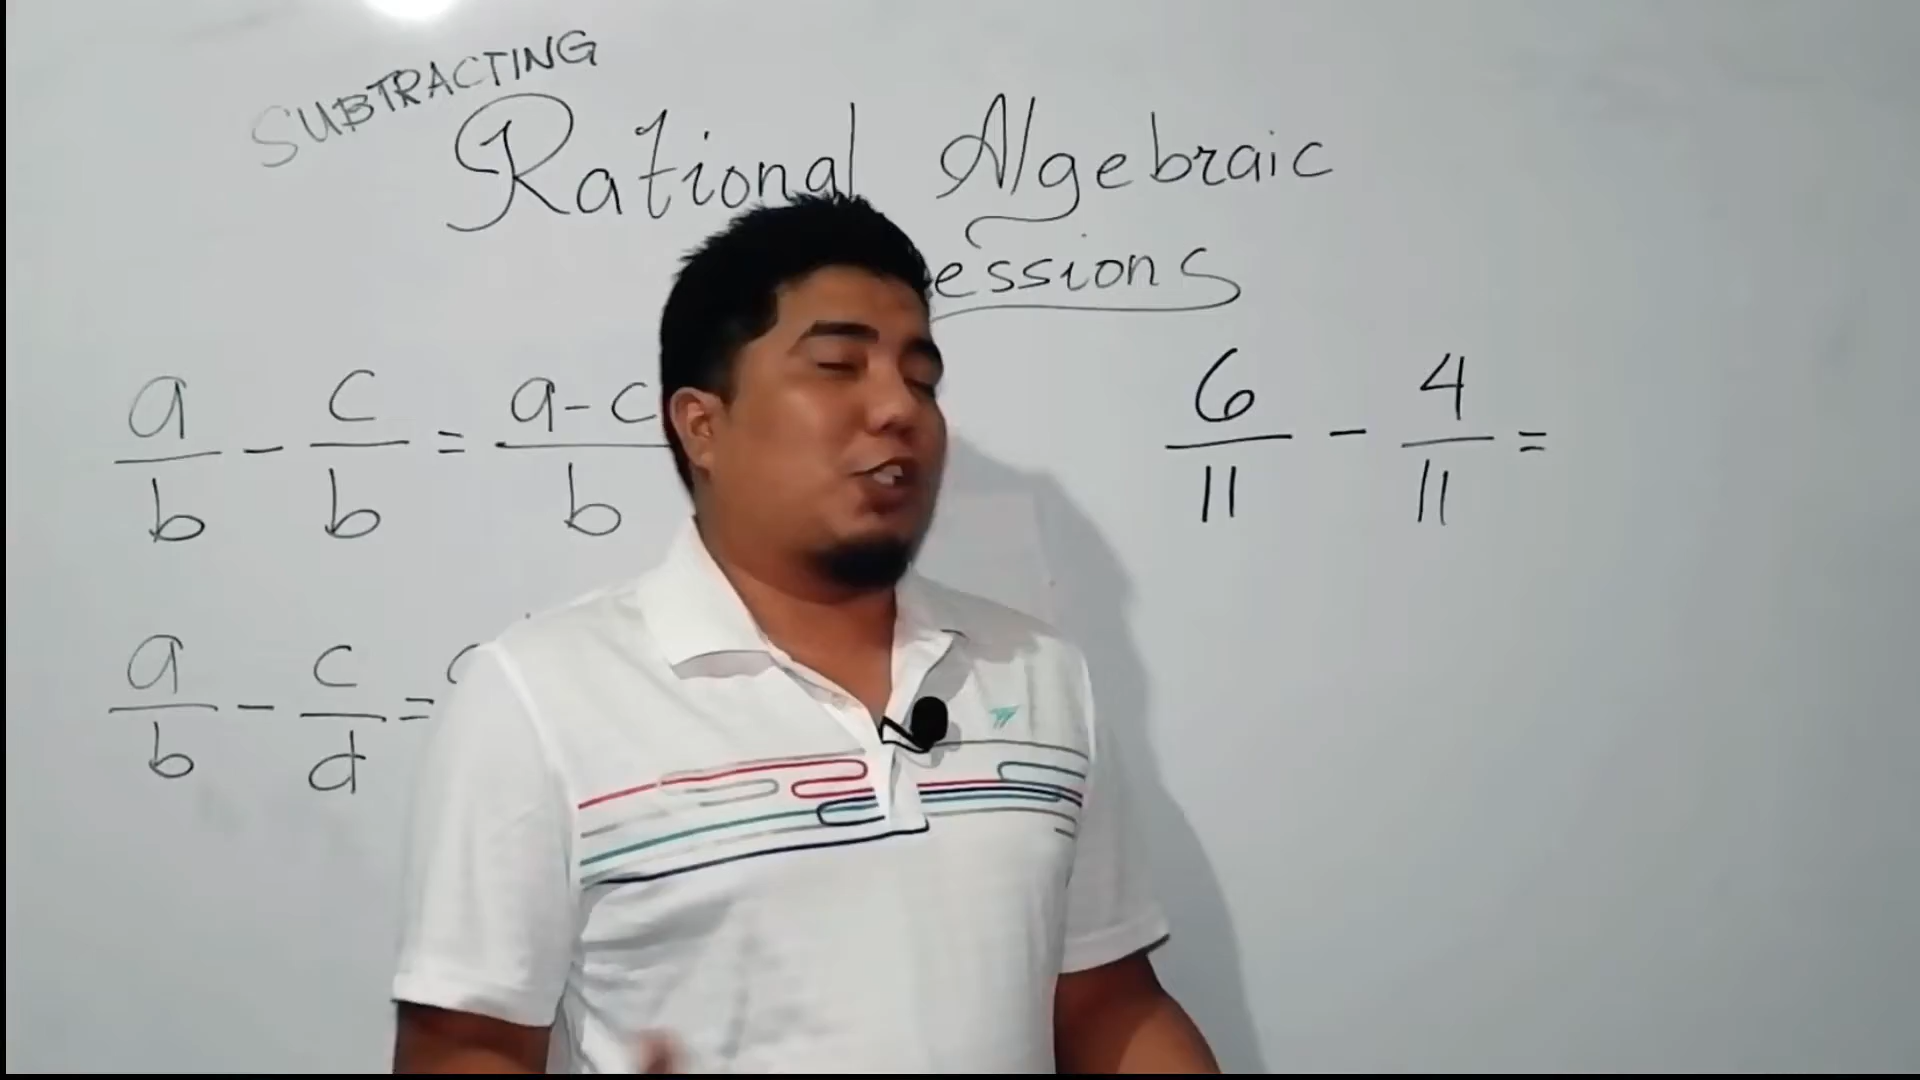 SUBTRACTING
Rational Algebraic
essions
a/b - c/b = a-c/b
6/11 - 4/11 =
a/b - c/d =